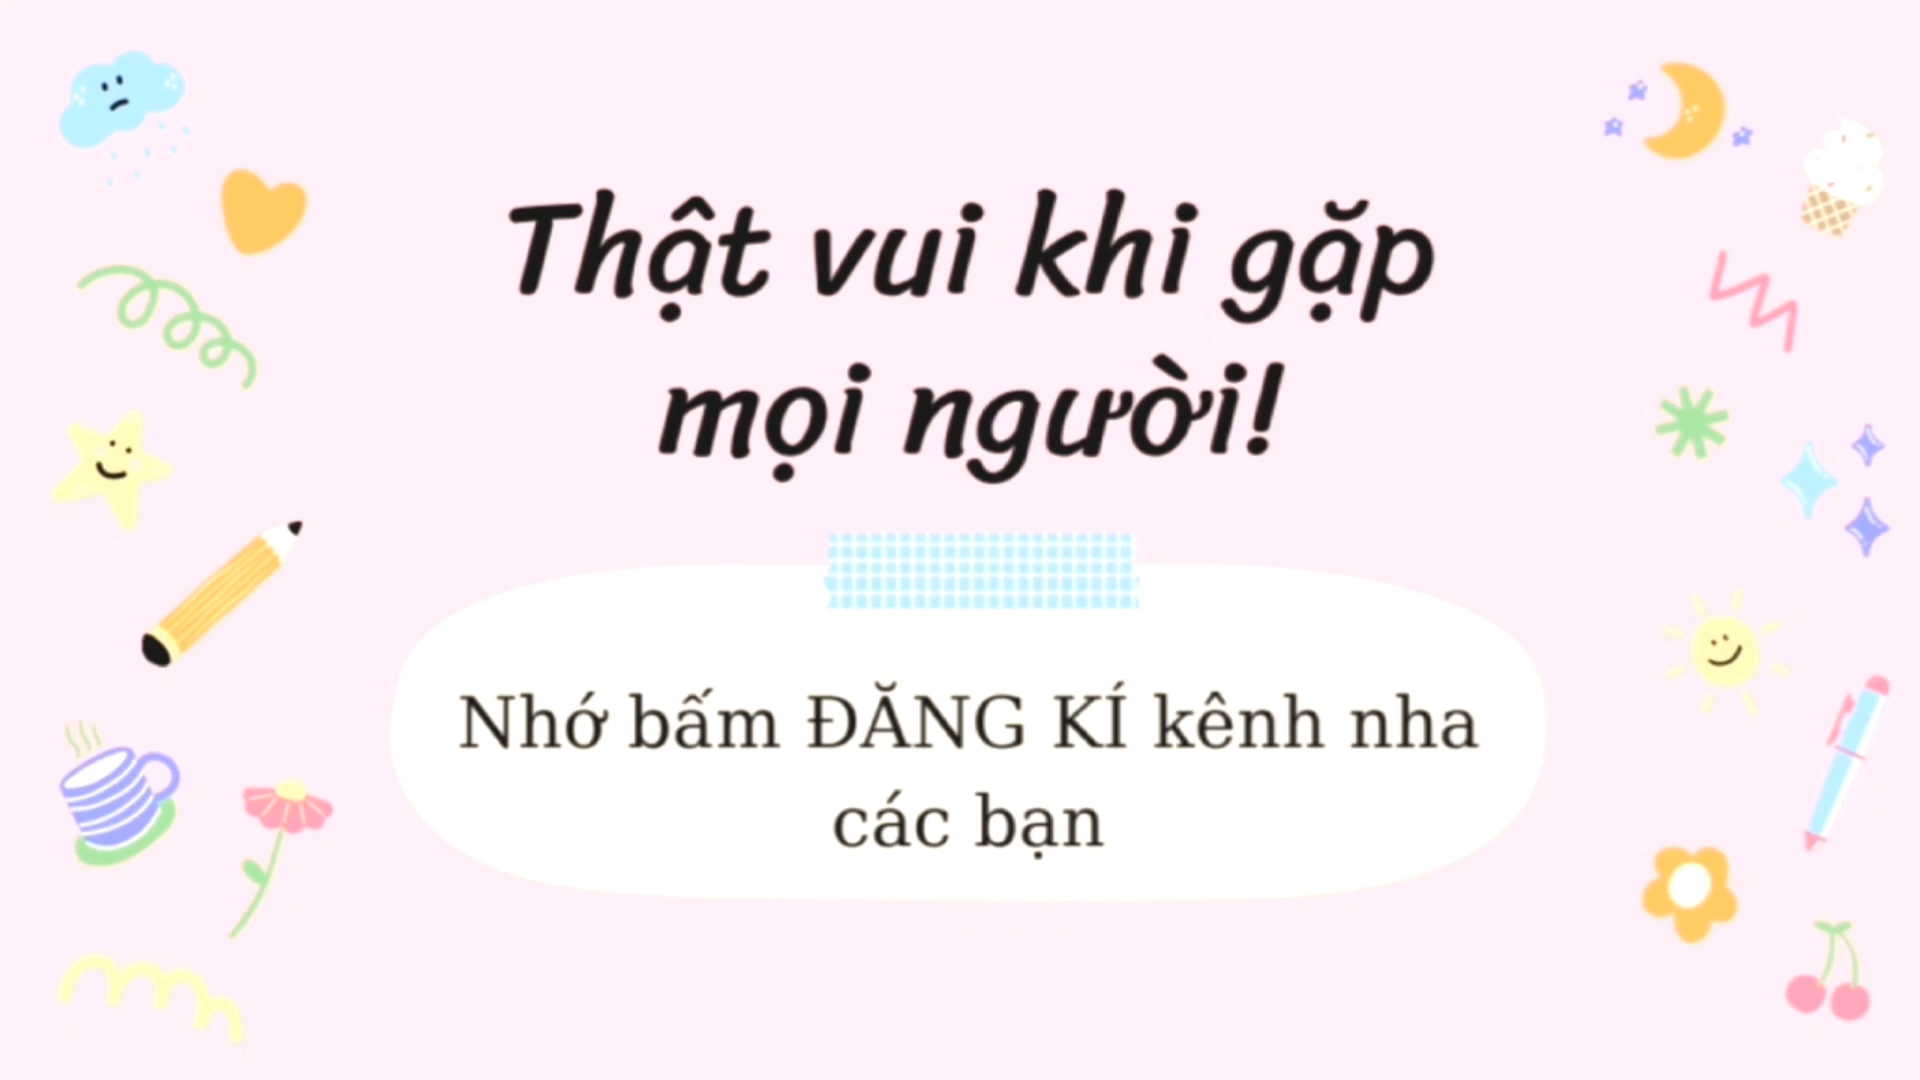 Thật vui khi gặp
mọi người!
Nhớ bấm ĐĂNG KÍ kênh nha
các bạn